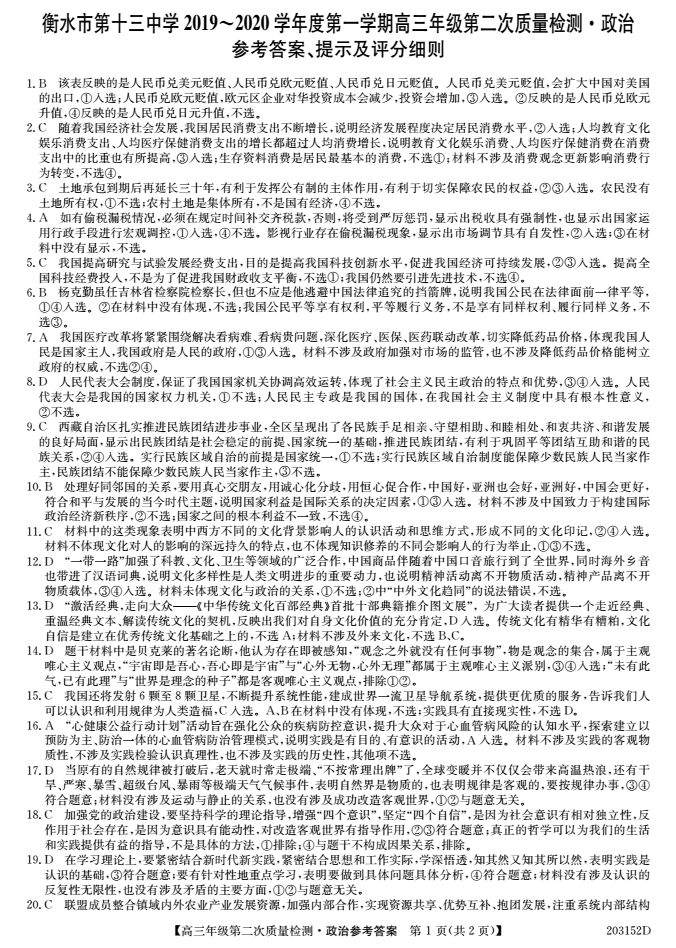 衡水市第十三中学 2019～2020 学年度第一学期高三年级第二次质量检测·政治
参考答案、提示及评分细则
1. B 该表反映的是人民币兑美元贬值、人民币兑欧元贬值、人民币兑日元贬值。人民币兑美元贬值,会扩大中国对美国
的出口,①入选;人民币兑欧元贬值,欧元区企业对华投资成本会减少,投资会增加,③入选。②反映的是人民币兑欧元
升值,④反映的是人民币兑日元升值,不选。
2. C 随着我国经济社会发展,我国居民消费支出不断增长,说明经济发展程度决定居民消费水平,②入选;人均教育文化
娱乐消费支出、人均医疗保健消费支出的增长都超过人均消费增长,说明教育文化娱乐消费、人均医疗保健消费在消费
支出中的比重也有所提高,③入选;生存资料消费是居民最基本的消费,不选①;材料不涉及消费观念更新影响消费行
为转变,不选④。
3. C 土地承包到期后再延长三十年,有利于发挥公有制的主体作用,有利于切实保障农民的权益,②③入选。农民没有
土地所有权,①不选;农村土地是集体所有,不是国有经济,④不选。
4. A 如有偷税漏税情况,必须在规定时间补交齐税款,否则,将受到严厉惩罚,显示出税收具有强制性,也显示出国家运
用行政手段进行宏观调控,①入选,④不选。影视行业存在偷税漏税现象,显示出市场调节具有自发性,②入选;③在材
料中没有显示,不选。
5. C 我国提高研究与试验发展经费支出,目的是提高我国科技创新水平,促进我国经济可持续发展,②③入选。提高全
国科技经费投入,不是为了促进我国财政收支平衡,不选①;我国仍然要引进先进技术,不选④。
6. B 杨克勤虽任吉林省检察院检察长,但也不应是他逃避中国法律追究的挡箭牌,说明我国公民在法律面前一律平等,
①④入选。②在材料中没有体现,不选;我国公民平等享有权利,平等履行义务,不是享有同样权利、履行同样义务,不
选③。
7. A 我国医疗改革将紧紧围绕解决看病难、看病贵问题,深化医疗、医保、医药联动改革,切实降低药品价格,体现我国人
民是国家主人,我国政府是人民的政府,①③入选。材料不涉及政府加强对市场的监管,也不涉及降低药品价格能树立
政府的权威,不选②④。
8. D 人民代表大会制度,保证了我国国家机关协调高效运转,体现了社会主义民主政治的特点和优势,③④入选。人民
代表大会是我国的国家权力机关,①不选;人民民主专政是我国的国体,在我国社会主义制度中具有根本性意义,
②不选。
9. C 西藏自治区扎实推进民族团结进步事业,全区呈现出了各民族手足相亲、守望相助、和睦相处、和衷共济、和谐发展
的良好局面,显示出民族团结是社会稳定的前提、国家统一的基础,推进民族团结,有利于巩固平等团结互助和谐的民
族关系,②④入选。实行民族区域自治的前提是国家统一,①不选;实行民族区域自治制度能保障少数民族人民当家作
主,民族团结不能保障少数民族人民当家作主,③不选。
10. B 处理好同邻国的关系,要用真心交朋友,用诚心化分歧,用恒心促合作,中国好,亚洲也会好,亚洲好,中国会更好,
符合和平与发展的当今时代主题,说明国家利益是国际关系的决定因素,①③入选。材料不涉及中国致力于构建国际
政治经济新秩序,②不选;国家之间的根本利益不一致,不选④。
11. C 材料中的这类现象表明中西方不同的文化背景影响人的认识活动和思维方式,形成不同的文化印记,②④入选。
材料不体现文化对人的影响的深远持久的特点,也不体现知识修养的不同会影响人的行为举止,①③不选。
12. D “一带一路”加强了科教、文化、卫生等领域的广泛合作,中国商品伴随着中国口音旅行到了全世界,同时海外乡音
也带进了汉语词典,说明文化多样性是人类文明进步的重要动力,也说明精神活动离不开物质活动,精神产品离不开
物质载体,③④入选。材料未体现文化与政治的关系,①不选;②中“中外文化趋同”的说法错误,不选。
13. D “激活经典,走向大众——《中华传统文化百部经典》首批十部典籍推介图文展”,为广大读者提供一个走近经典、
重温经典文本、解读传统文化的契机,反映出我们对自身文化价值的充分肯定,D 入选。传统文化有精华有糟粕,文化
自信是建立在优秀传统文化基础之上的,不选 A;材料不涉及外来文化,不选 B、C。
14. D 题干材料中是贝克莱的著名论断,他认为存在即被感知,“观念之外就没有任何事物”,物是观念的集合,属于主观
唯心主义观点,“宇宙即是吾心,吾心即是宇宙”与“心外无物,心外无理”都属于主观唯心主义派别,③④入选;“未有此
气,已有此理”与“世界是理念的种子”都是客观唯心主义观点,排除①②。
15. C 我国还将发射 6 颗至 8 颗卫星,不断提升系统性能,建成世界一流卫星导航系统,提供更优质的服务,告诉我们人
可以认识和利用规律为人类造福,C 入选。A、B 在材料中没有体现,不选;实践具有直接现实性,不选 D。
16. A “心健康公益行动计划”活动旨在强化公众的疾病防控意识,提升大众对于心血管病风险的认知水平,探索建立以
预防为主、防治一体的心血管病防治管理模式,说明实践是有目的、有意识的活动,A 入选。材料不涉及实践的客观物
质性,不涉及实践检验认识真理性,也不涉及实践的历史性,其他项不选。
17. D 当原有的自然规律被打破后,老天就时常走极端、“不按常理出牌”了,全球变暖并不仅仅会带来高温热浪,还有干
旱、严寒、暴雪、超级台风、暴雨等极端天气气候事件,表明自然界是物质的,也表明规律是客观的,要按规律办事,③④
符合题意;材料没有涉及运动与静止的关系,也没有涉及成功改造客观世界,①②与题意无关。
18. C 加强党的政治建设,要坚持科学的理论指导,增强“四个意识”,坚定“四个自信”,是因为社会意识有相对独立性,反
作用于社会存在,是因为意识具有能动性,对改造客观世界有指导作用,②③符合题意;真正的哲学可以为我们的生活
和实践提供有益的指导,不是具体的方法,①排除;④与题干不构成因果关系,排除。
19. D 在学习理论上,要紧密结合新时代新实践,紧密结合思想和工作实际,学深悟透,知其然又知其所以然,表明实践是
认识的基础,③符合题意;要有针对性地重点学习,表明要做到具体问题具体分析,④符合题意;材料没有涉及认识的
反复性无限性,也没有涉及矛盾的主要方面,①②与题意无关。
20. C 联盟成员整合镇域内外农业产业发展资源,加强内部合作,实现资源共享、优势互补、抱团发展,注重系统内部结构
【高三年级第二次质量检测·政治参考答案 第 1 页(共 2 页)】 203152D